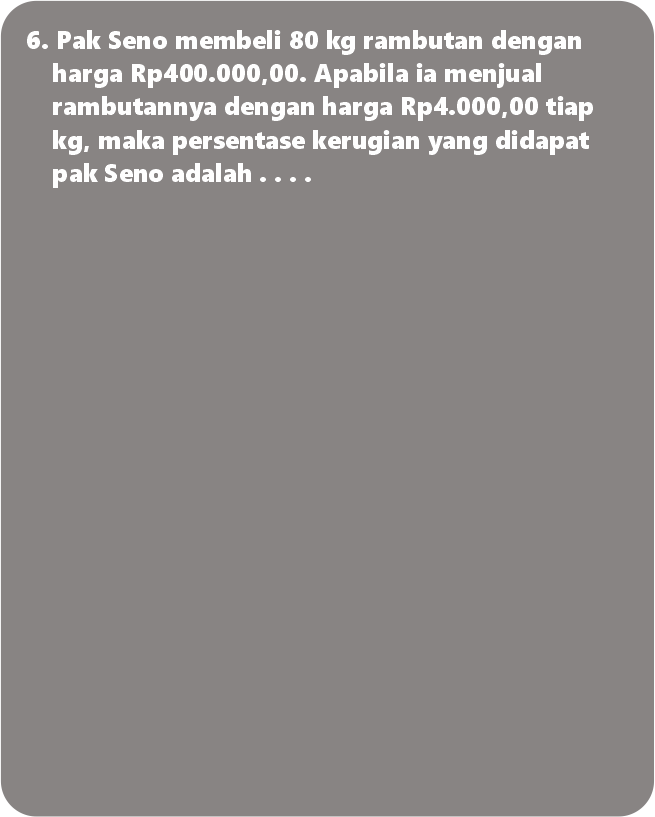 6. Pak Seno membeli 80 kg rambutan dengan
harga Rp400.000,00. Apabila ia menjual
rambutannya dengan harga Rp4.000,00 tiap
kg, maka persentase kerugian yang didapat
pak Seno adalah . . . .